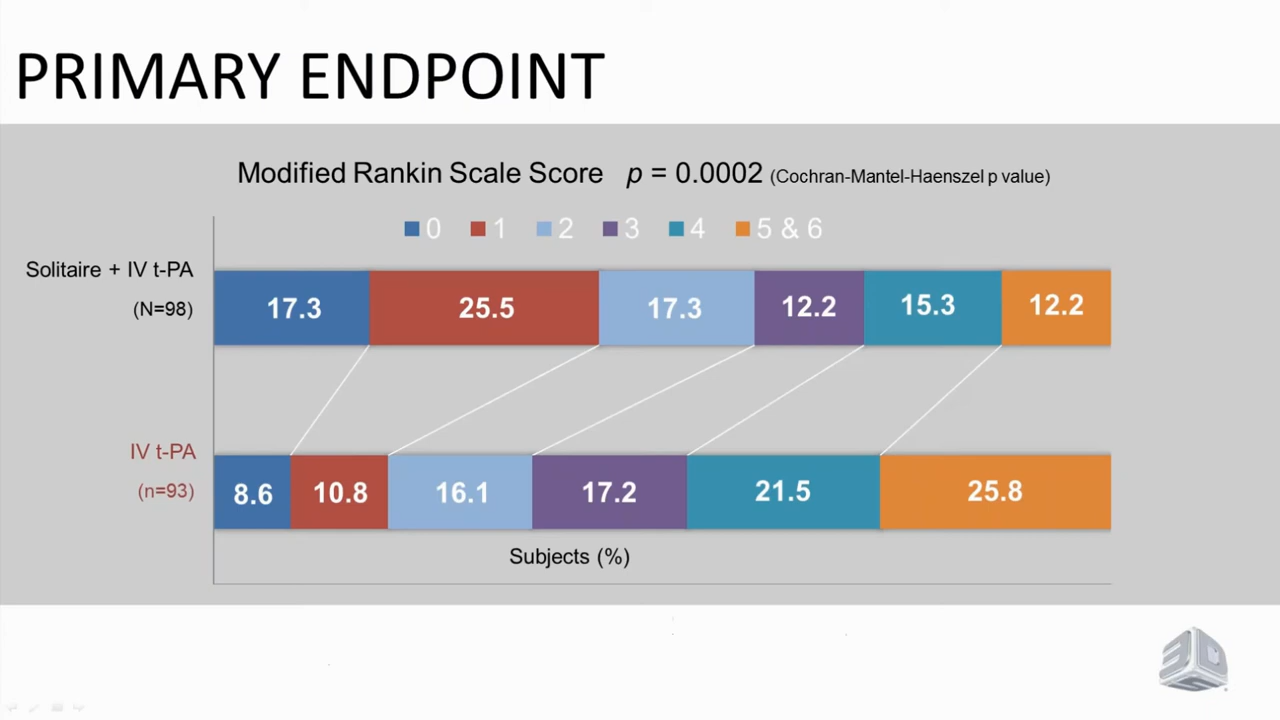 PRIMARY ENDPOINT
Modified Rankin Scale Score p = 0.0002 (Cochran-Mantel-Haenszel p value)
0 1 2 3 4 5 & 6
Solitaire + IV t-PA
(N=98)
17.3 25.5 17.3 12.2 15.3 12.2
IV t-PA
(n=93)
8.6 10.8 16.1 17.2 21.5 25.8
Subjects (%)